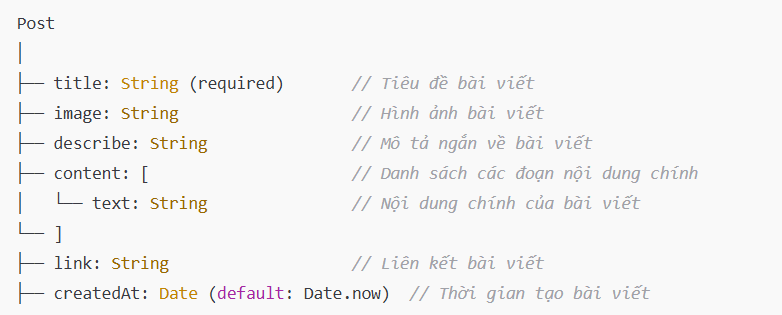 Post
│
├── title: String (required)       // Tiêu đề bài viết
├── image: String                  // Hình ảnh bài viết
├── describe: String               // Mô tả ngắn về bài viết
├── content: [                     // Danh sách các đoạn nội dung chính
│   └── text: String               // Nội dung chính của bài viết
└── ]
├── link: String                   // Liên kết bài viết
├── createdAt: Date (default: Date.now)  // Thời gian tạo bài viết